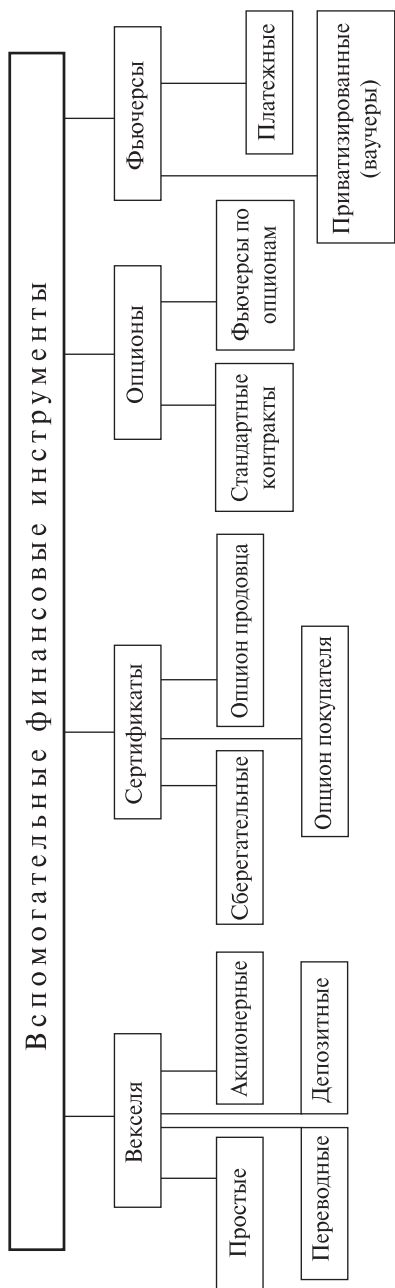 Вспомогательные финансовые инструменты
Векселя
Сертификаты
Опционы
Фьючерсы
Простые
Акционерные
Сберегательные
Опцион продовца
Стандартные
контракты
Фьючерсы по
опционам
Платежные
Переводные
Депозитные
Опцион покупателя
Приватизированные
(ваучеры)